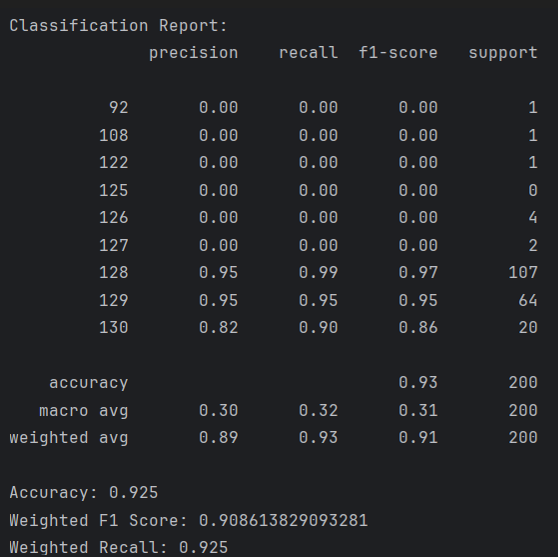 Classification Report:
precision recall f1-score support
92 0.00 0.00 0.00 1
108 0.00 0.00 0.00 1
122 0.00 0.00 0.00 1
125 0.00 0.00 0.00 0
126 0.00 0.00 0.00 4
127 0.00 0.00 0.00 2
128 0.95 0.99 0.97 107
129 0.95 0.95 0.95 64
130 0.82 0.90 0.86 20
accuracy 0.93 200
macro avg 0.30 0.32 0.31 200
weighted avg 0.89 0.93 0.91 200
Accuracy: 0.925
Weighted F1 Score: 0.908613829093281
Weighted Recall: 0.925